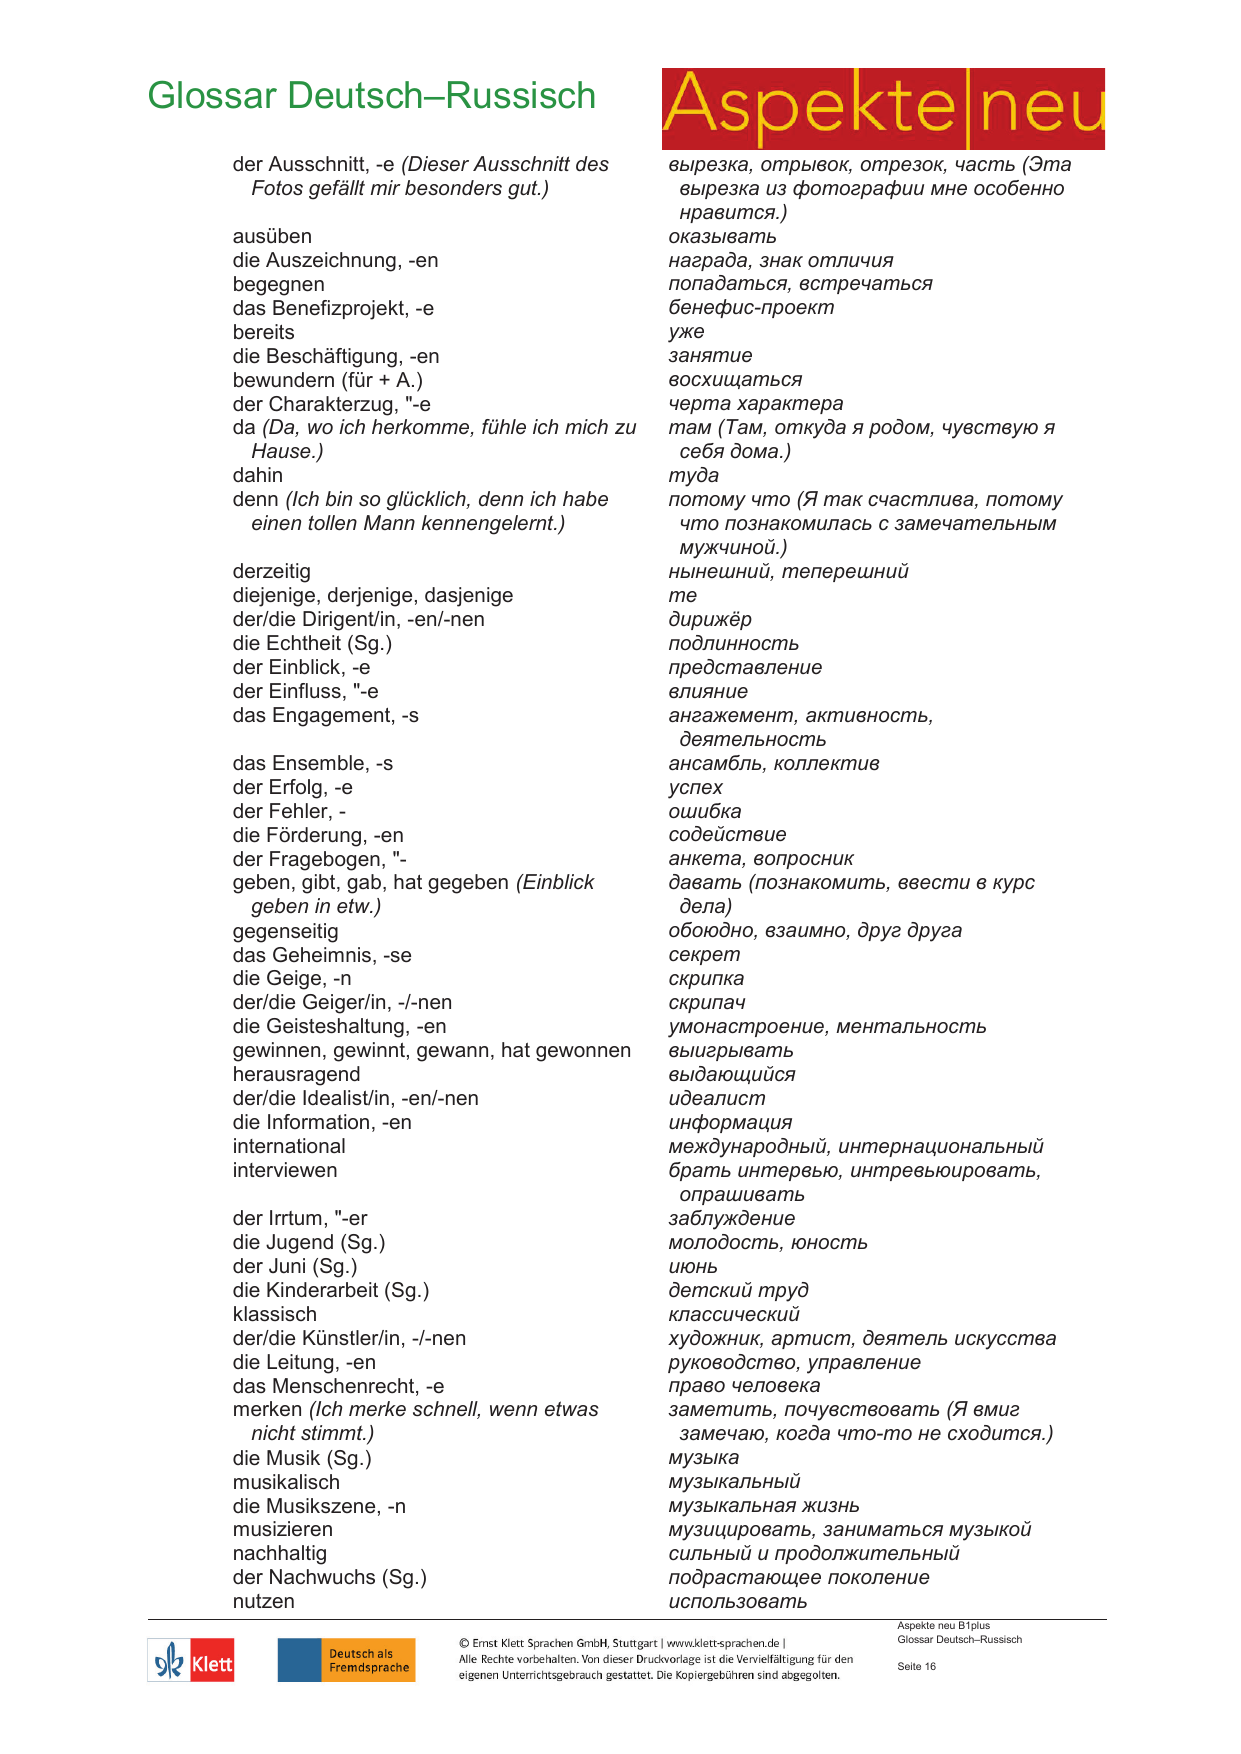 Glossar Deutsch–Russisch
Aspekte|neu
der Ausschnitt, -e (Dieser Ausschnitt des вырезка, отрывок, отрезок, часть (Эта
Fotos gefällt mir besonders gut.) вырезка из фотографии мне особенно
нравится.)
ausüben оказывать
die Auszeichnung, -en награда, знак отличия
begegnen попадаться, встречаться
das Benefizprojekt, -e бенефис-проект
bereits уже
die Beschäftigung, -en занятие
bewundern (für + A.) восхищаться
der Charakterzug, "-e черта характера
da (Da, wo ich herkomme, fühle ich mich zu там (Там, откуда я родом, чувствую я
Hause.) себя дома.)
dahin туда
denn (Ich bin so glücklich, denn ich habe потому что (Я так счастлива, потому
einen tollen Mann kennengelernt.) что познакомилась с замечательным
мужчиной.)
derzeitig нынешний, теперешний
diejenige, derjenige, dasjenige те
der/die Dirigent/in, -en/-nen дирижёр
die Echtheit (Sg.) подлинность
der Einblick, -e представление
der Einfluss, "-e влияние
das Engagement, -s ангажемент, активность,
деятельность
das Ensemble, -s ансамбль, коллектив
der Erfolg, -e успех
der Fehler, - ошибка
die Förderung, -en содействие
der Fragebogen, "- анкета, вопросник
geben, gibt, gab, hat gegeben (Einblick давать (познакомить, ввести в курс
geben in etw.) дела)
gegenseitig обоюдно, взаимно, друг друга
das Geheimnis, -se секрет
die Geige, -n скрипка
der/die Geiger/in, -/-nen скрипач
die Geisteshaltung, -en умонастроение, ментальность
gewinnen, gewinnt, gewann, hat gewonnen выигрывать
herausragend выдающийся
der/die Idealist/in, -en/-nen идеалист
die Information, -en информация
international международный, интернациональный
interviewen брать интервью, интревьюировать,
опрашивать
der Irrtum, "-er заблуждение
die Jugend (Sg.) молодость, юность
der Juni (Sg.) июнь
die Kinderarbeit (Sg.) детский труд
klassisch классический
der/die Künstler/in, -/-nen художник, артист, деятель искусства
die Leitung, -en руководство, управление
das Menschenrecht, -e право человека
merken (Ich merke schnell, wenn etwas заметить, почувствовать (Я вмиг
nicht stimmt.) замечаю, когда что-то не сходится.)
die Musik (Sg.) музыка
musikalisch музыкальный
die Musikszene, -n музыкальная жизнь
musizieren музицировать, заниматься музыкой
nachhaltig сильный и продолжительный
der Nachwuchs (Sg.) подрастающее поколение
nutzen использовать
Klett
Deutsch als
Fremdsprache
© Ernst Klett Sprachen GmbH, Stuttgart | www.klett-sprachen.de |
Alle Rechte vorbehalten. Von dieser Druckvorlage ist die Vervielfältigung für den
eigenen Unterrichtsgebrauch gestattet. Die Kopiergebühren sind abgegolten.
Aspekte neu B1plus
Glossar Deutsch–Russisch
Seite 16